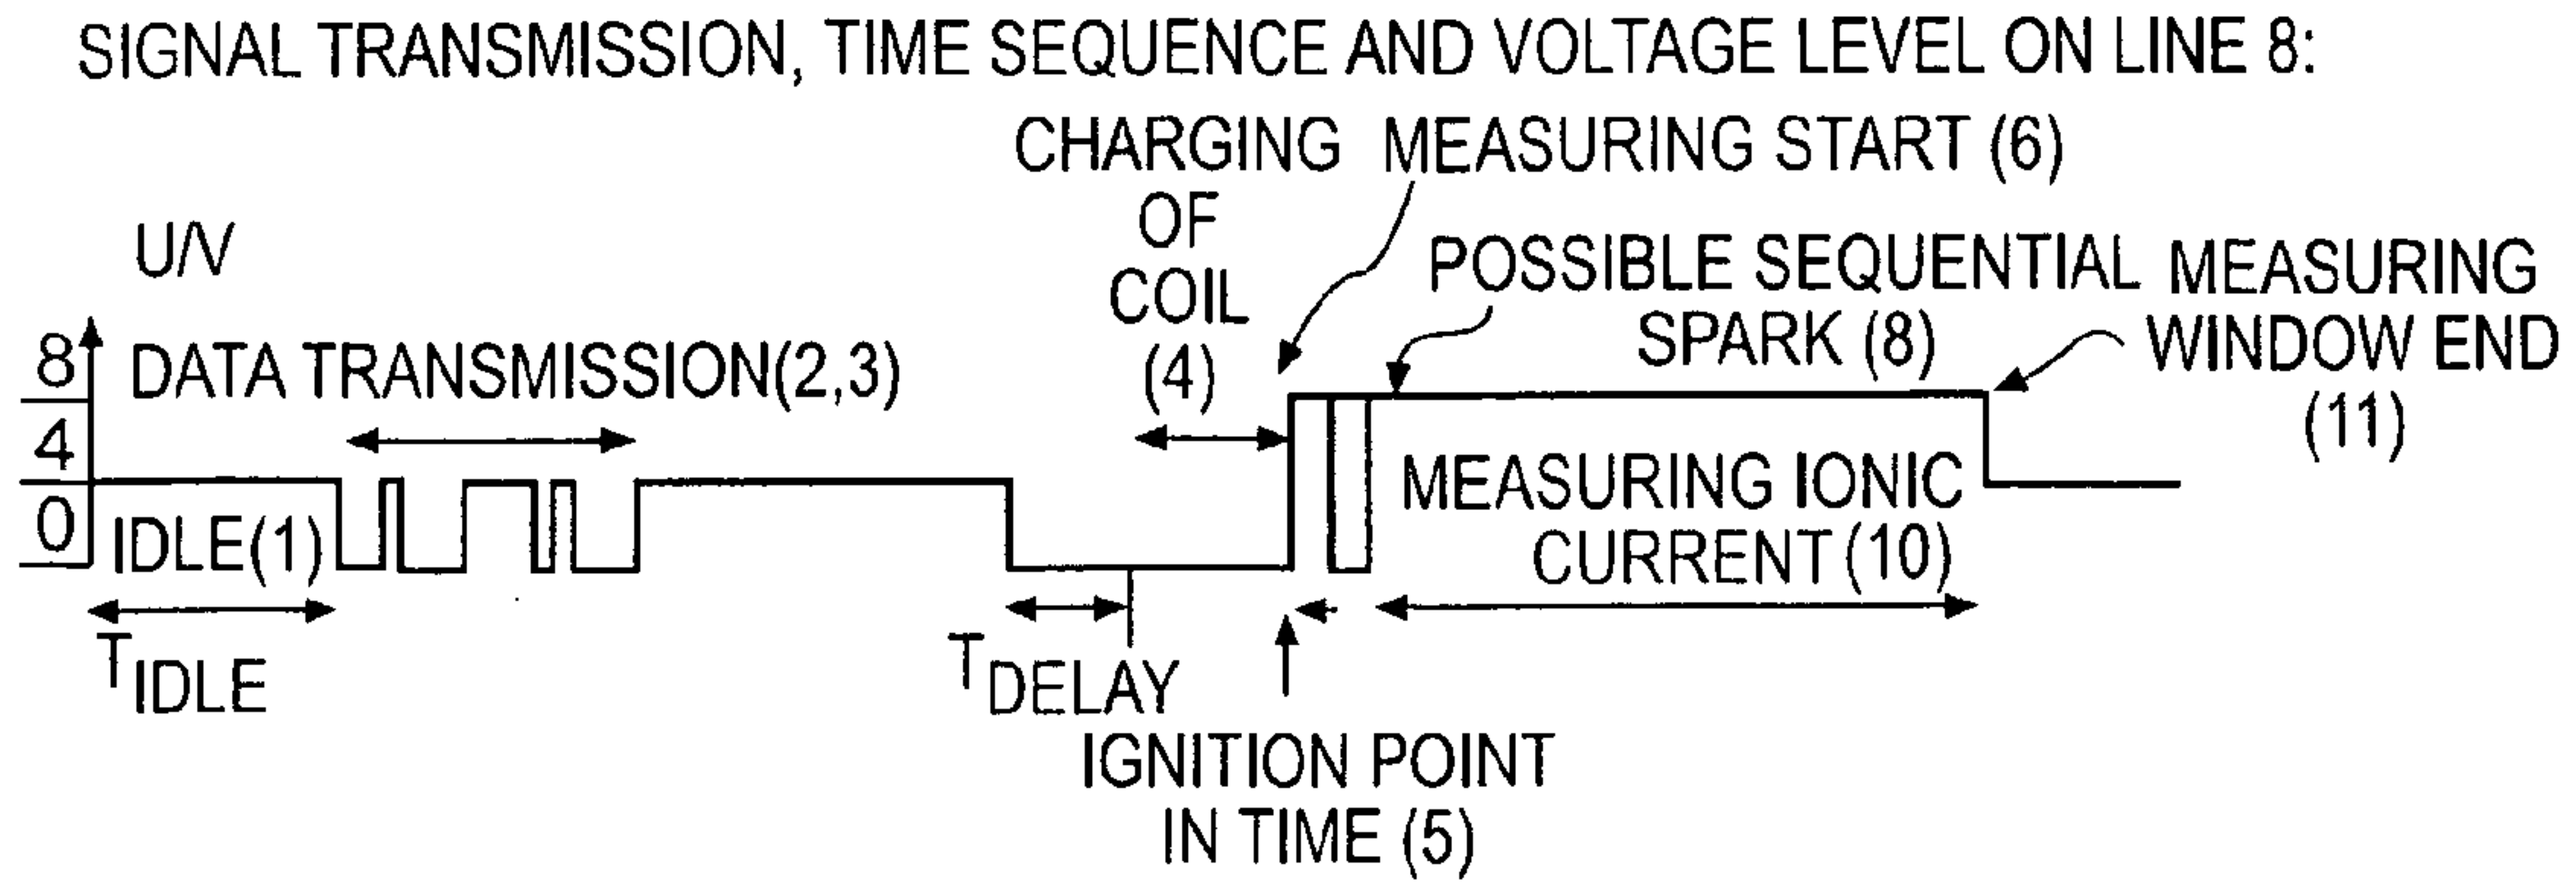 SIGNAL TRANSMISSION, TIME SEQUENCE AND VOLTAGE LEVEL ON LINE 8:
CHARGING
OF
COIL
(4)
MEASURING START (6)
U/V
POSSIBLE SEQUENTIAL
SPARK (8)
MEASURING
WINDOW END
(11)
8
4
0
DATA TRANSMISSION(2,3)
IDLE(1)
MEASURING IONIC
CURRENT (10)
TIDLE
TDELAY
IGNITION POINT
IN TIME (5)